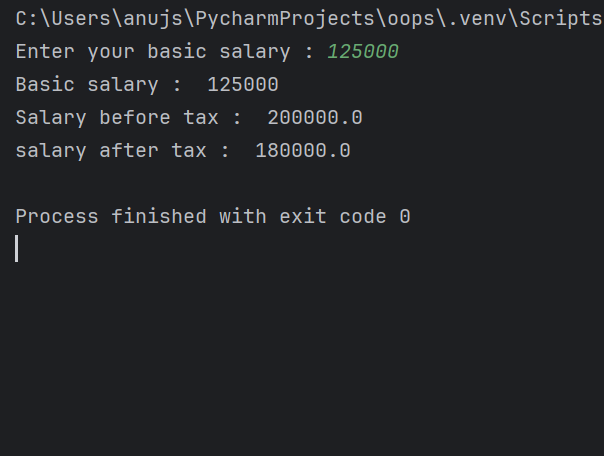 C:\Users\anujs\PycharmProjects\oops\.venv\Scripts
Enter your basic salary : 125000
Basic salary :  125000
Salary before tax :  200000.0
salary after tax :  180000.0
Process finished with exit code 0